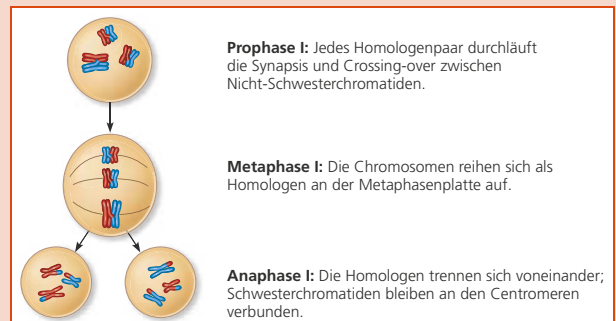 Prophase I: Jedes Homologenpaar durchläuft
die Synapsis und Crossing-over zwischen
Nicht-Schwesterchromatiden.
Metaphase I: Die Chromosomen reihen sich als
Homologen an der Metaphasenplatte auf.
Anaphase I: Die Homologen trennen sich voneinander;
Schwesterchromatiden bleiben an den Centromeren
verbunden.